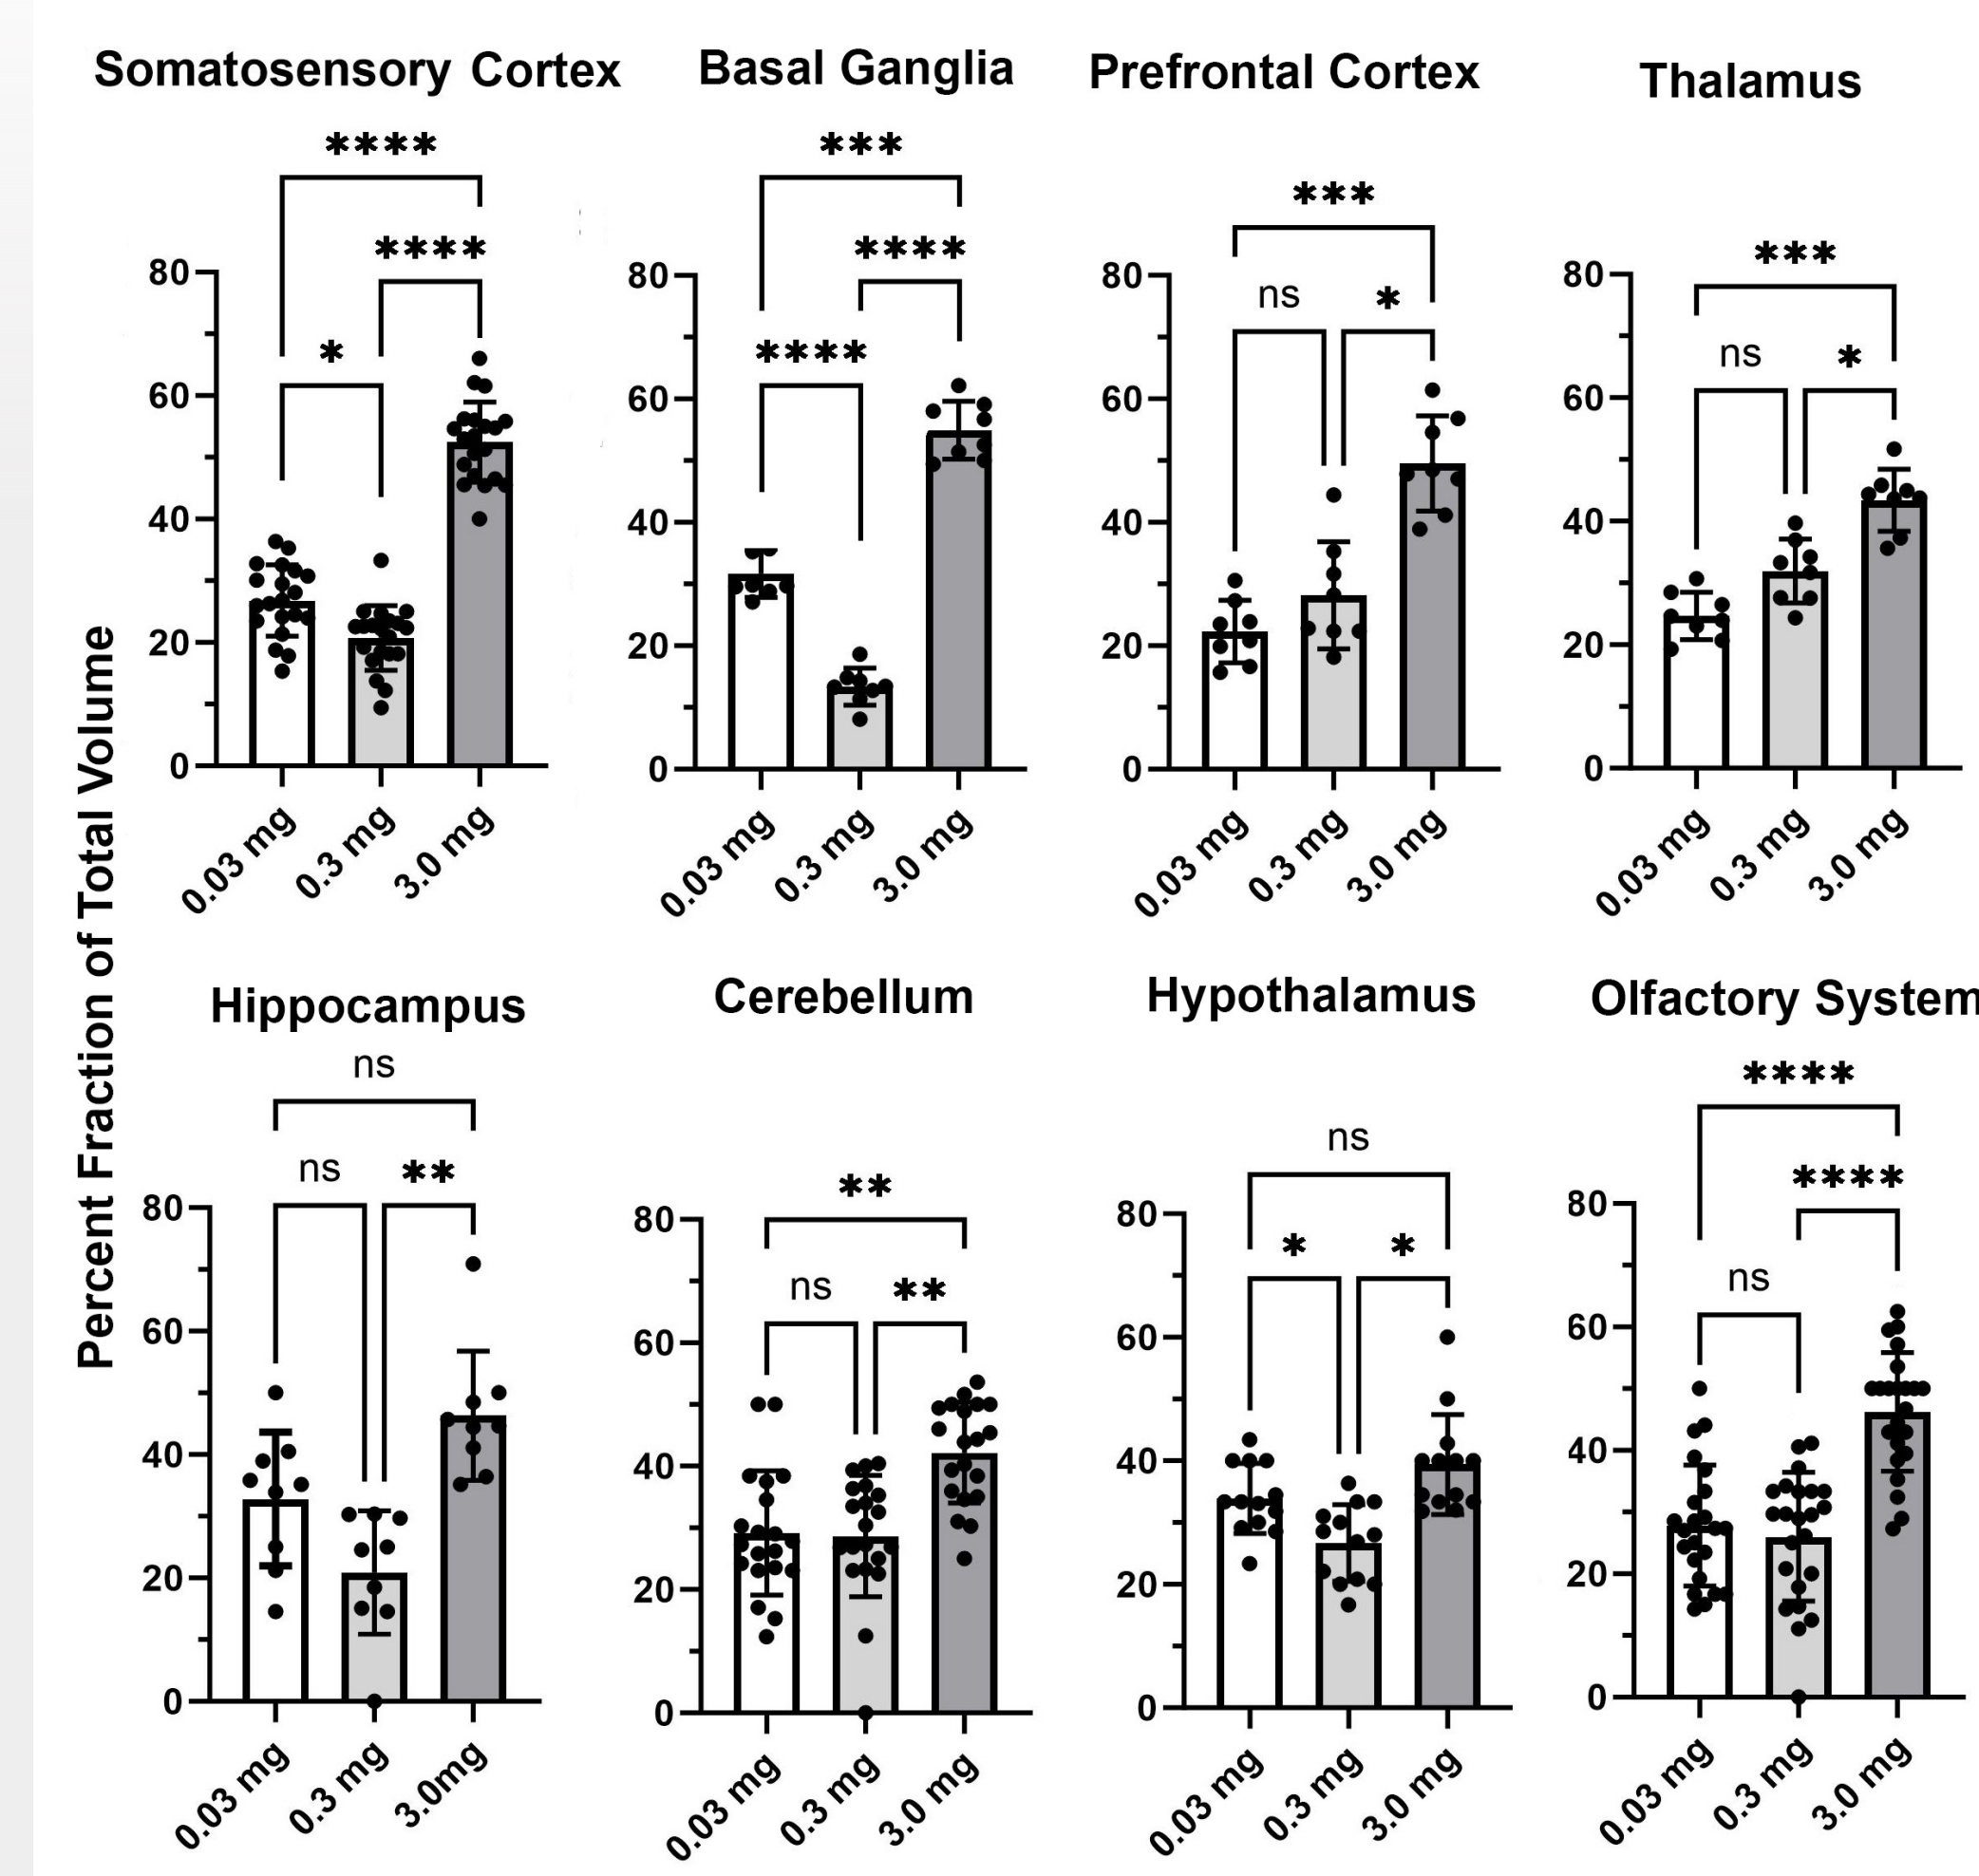 Somatosensory Cortex
Basal Ganglia
Prefrontal Cortex
Thalamus
Percent Fraction of Total Volume
****
****
*
80
60
40
20
0
0.03 mg
0.3 mg
3.0 mg
***
****
****
80
60
40
20
0
0.03 mg
0.3 mg
3.0 mg
***
ns
*
80
60
40
20
0
0.03 mg
0.3 mg
3.0 mg
***
ns
*
80
60
40
20
0
0.03 mg
0.3 mg
3.0 mg
Hippocampus
ns
ns
**
80
60
40
20
0
0.03 mg
0.3 mg
3.0mg
Cerebellum
**
ns
**
80
60
40
20
0
0.03 mg
0.3 mg
3.0 mg
Hypothalamus
ns
*
*
80
60
40
20
0
0.03 mg
0.3 mg
3.0 mg
Olfactory System
****
****
ns
80
60
40
20
0
0.03 mg
0.3 mg
3.0 mg